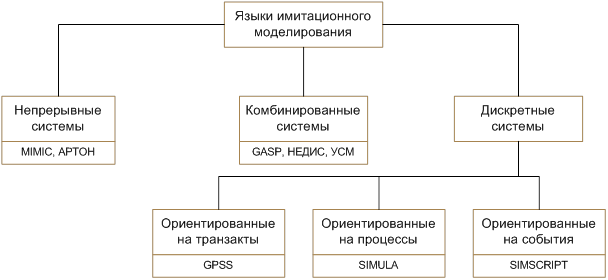 Языки имитационного
моделирования
Непрерывные
системы
MIMIC, АРТОН
Комбинированные
системы
GASP, НЕДИС, УСМ
Дискретные
системы
Ориентированные
на транзакты
GPSS
Ориентированные
на процессы
SIMULA
Ориентированные
на события
SIMSCRIPT